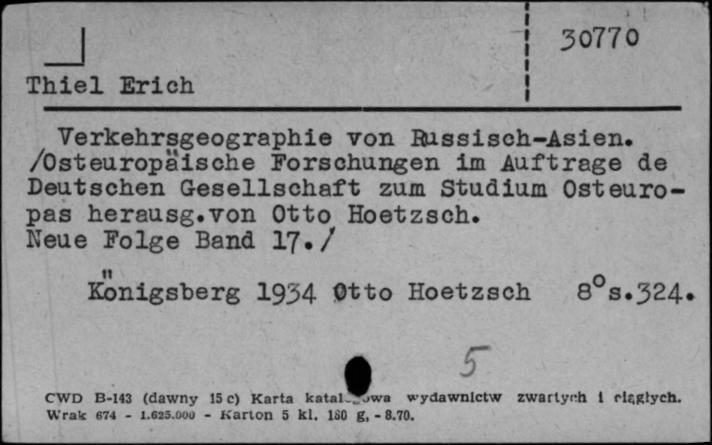 30770
Thiel Erich
Verkehrsgeographie von Russisch-Asien.
/Osteuropäische Forschungen im Auftrage de
Deutschen Gesellschaft zum Studium Osteuro-
pas herausg.von Otto Hoetzsch.
Neue Folge Band 17./
Königsberg 1934 Otto Hoetzsch 8°s.324.
5
CWD B-143 (dawny 15 c) Karta katalogowa wydawnictw zwartych i ciągłych.
Wrak 674 - 1.625.000 - Karton 5 kl. 180 g, - 8.70.